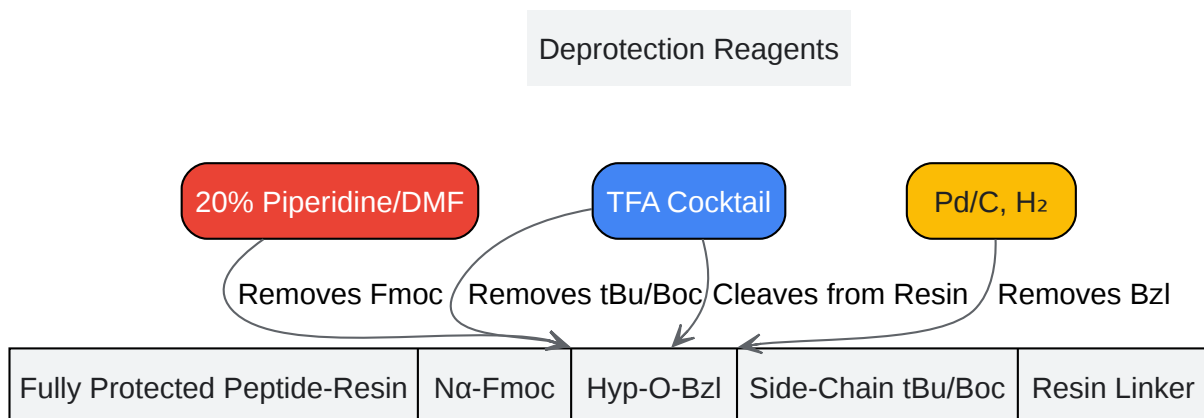 Deprotection Reagents
20% Piperidine/DMF
TFA Cocktail
Pd/C, H₂
Removes Fmoc
Removes tBu/Boc
Cleaves from Resin
Removes Bzl
Fully Protected Peptide-Resin
Nα-Fmoc
Hyp-O-Bzl
Side-Chain tBu/Boc
Resin Linker